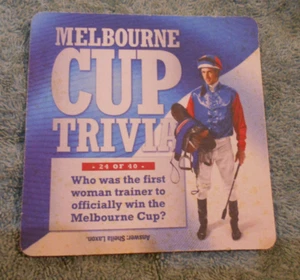 MELBOURNE
CUP
TRIVIA
• 24 OF 46 •
Who was the first
woman trainer to
officially win the
Melbourne Cup?
Answer: Sheila Laxon.